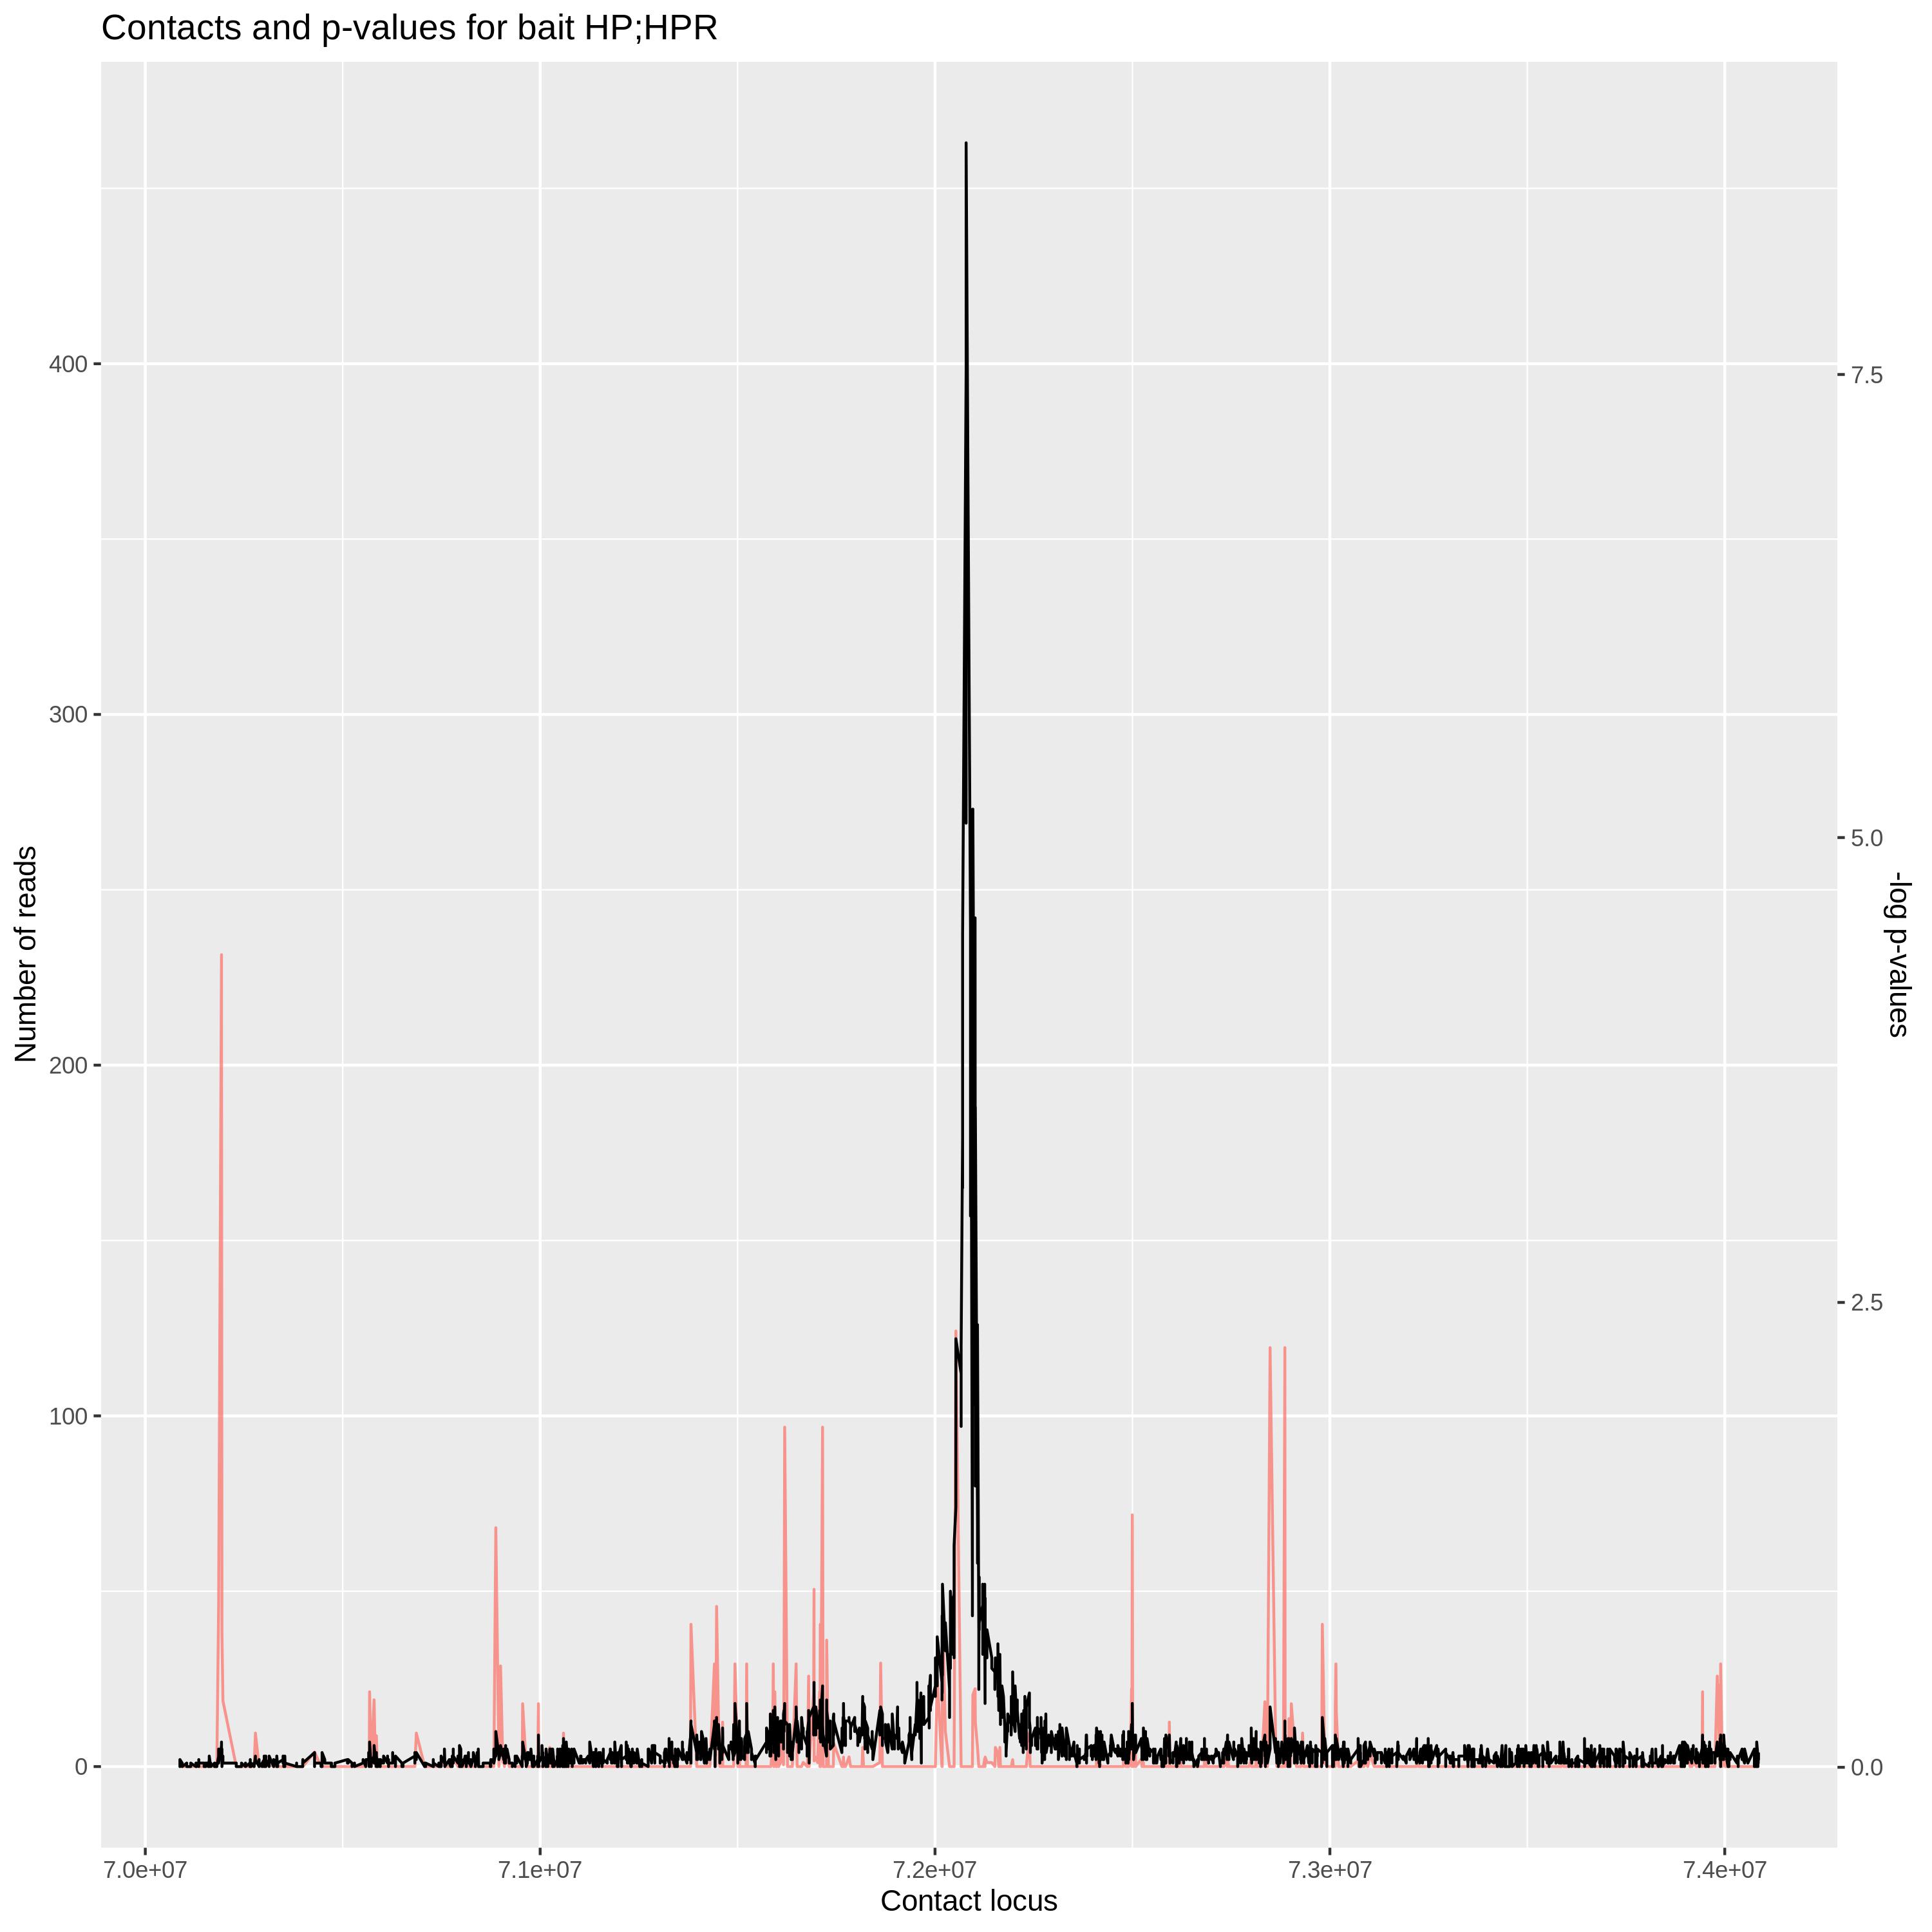 Contacts and p-values for bait HP;HPR
Number of reads
400
300
200
100
0
7.5
5.0
2.5
0.0
-log p-values
7.0e+07
7.1e+07
7.2e+07
7.3e+07
7.4e+07
Contact locus